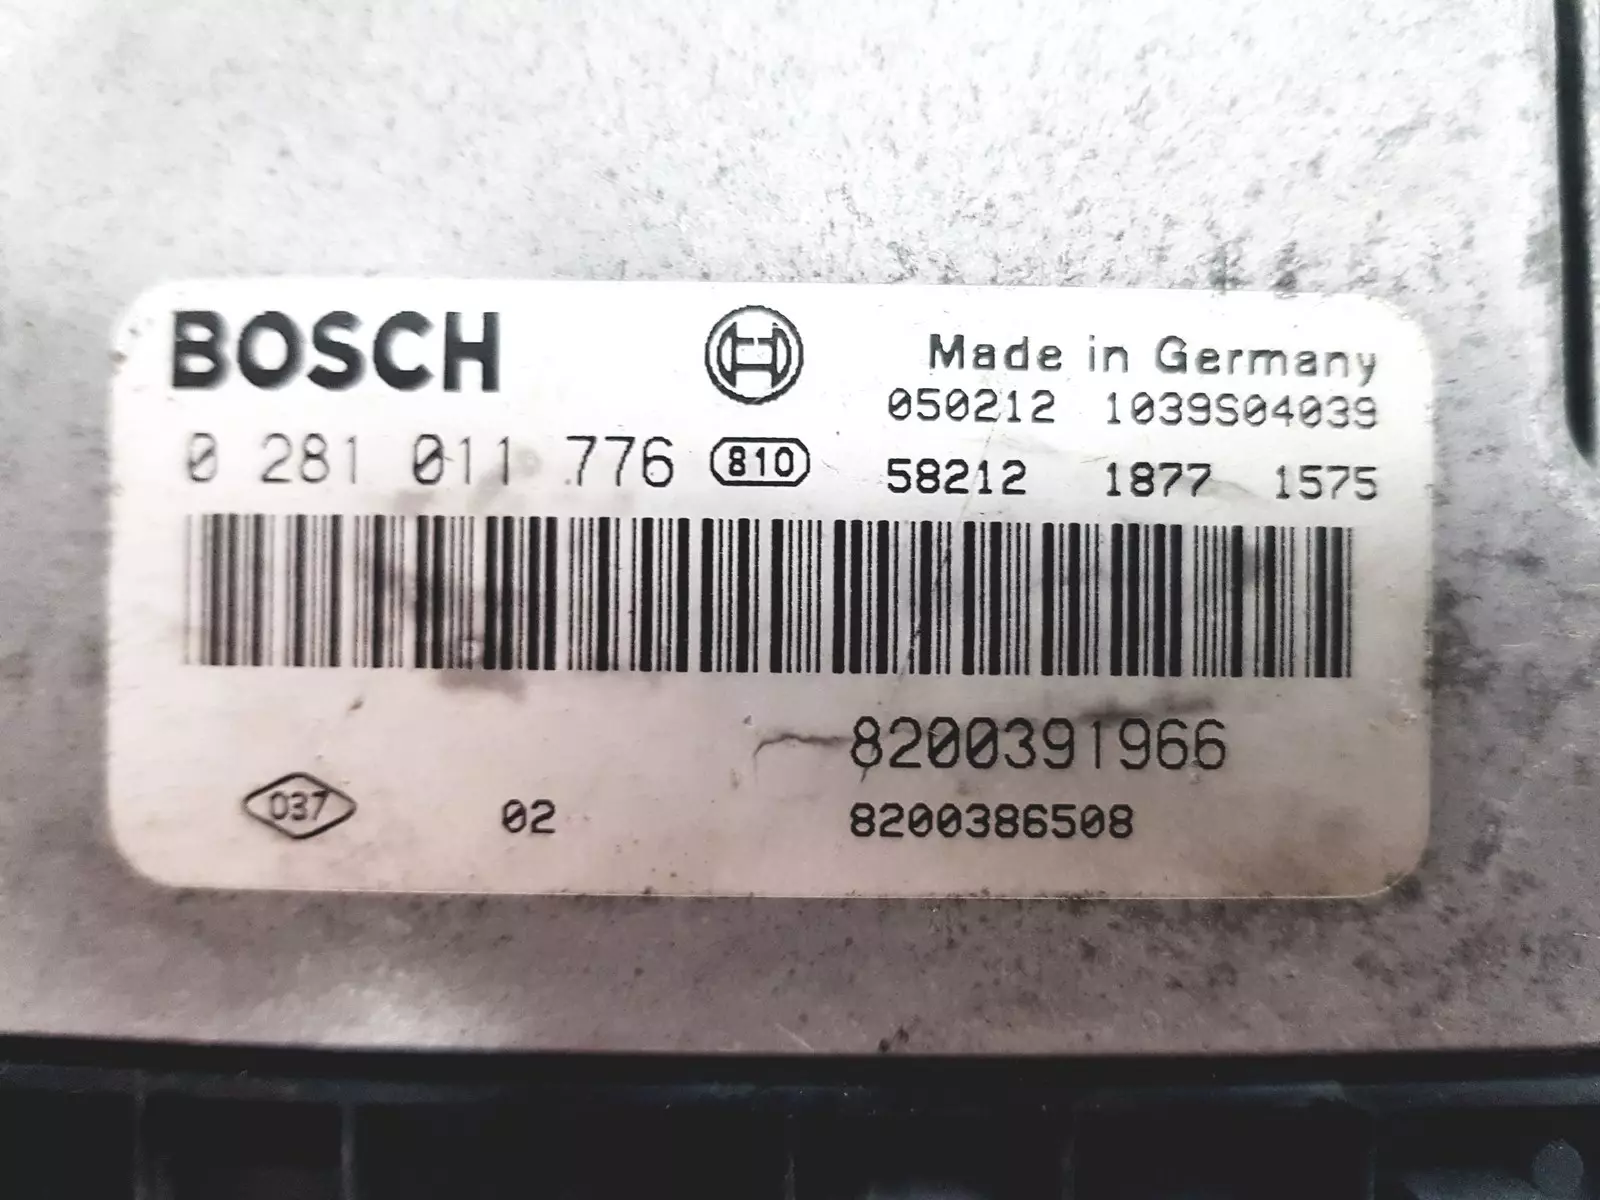 BOSCH
Made in Germany
050212 1039S04039
0 281 011 776 810 58212 1877 1575
8200391966
037 02 8200386508